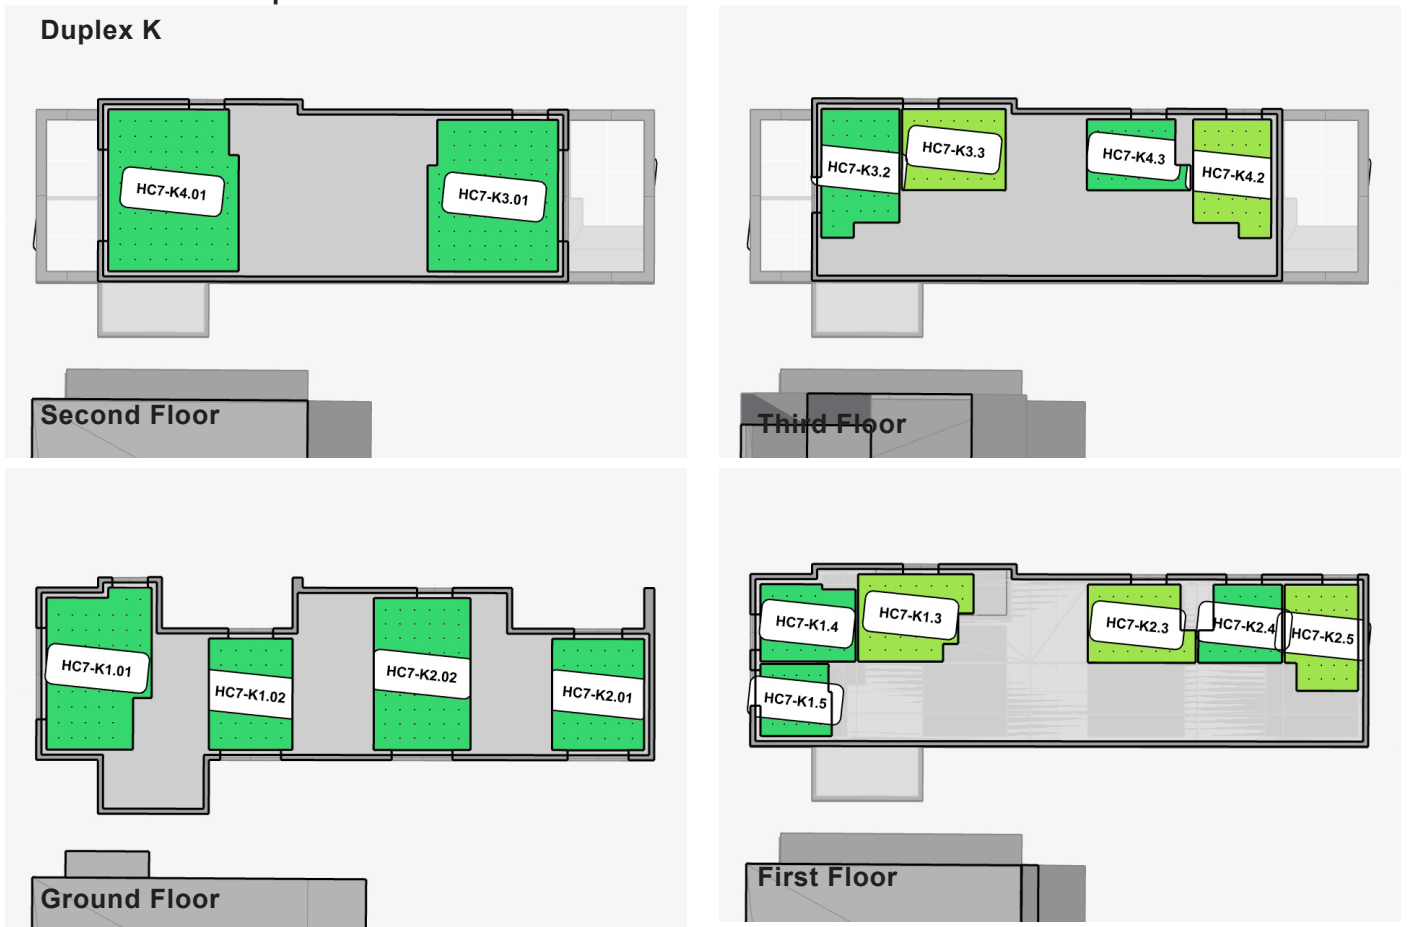 Duplex K
HC7-K4.01
HC7-K3.01
Second Floor
HC7-K3.2
HC7-K3.3
HC7-K4.3
HC7-K4.2
Third Floor
HC7-K1.01
HC7-K1.02
HC7-K2.02
HC7-K2.01
Ground Floor
HC7-K1.4
HC7-K1.3
HC7-K2.3
HC7-K2.4
HC7-K2.5
HC7-K1.5
First Floor